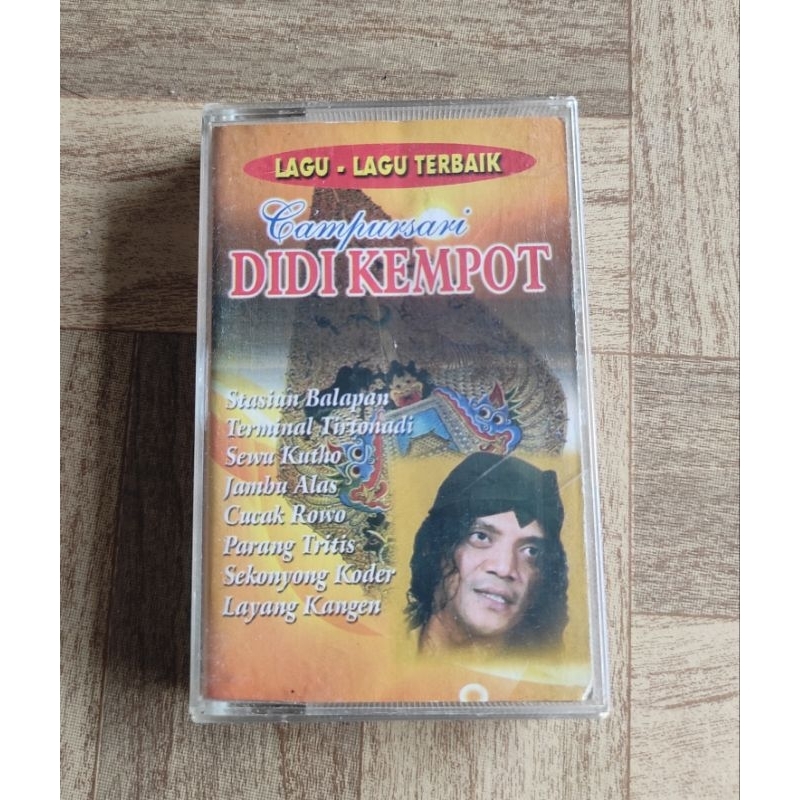 LAGU - LAGU TERBAIK
Campursari
DIDI KEMPOT
Stasiun Balapan
Terminal Tirtonadi
Sewu Kutho
Jambu Alas
Cucak Rowo
Parang Tritis
Sekonyong Koder
Layang Kangen